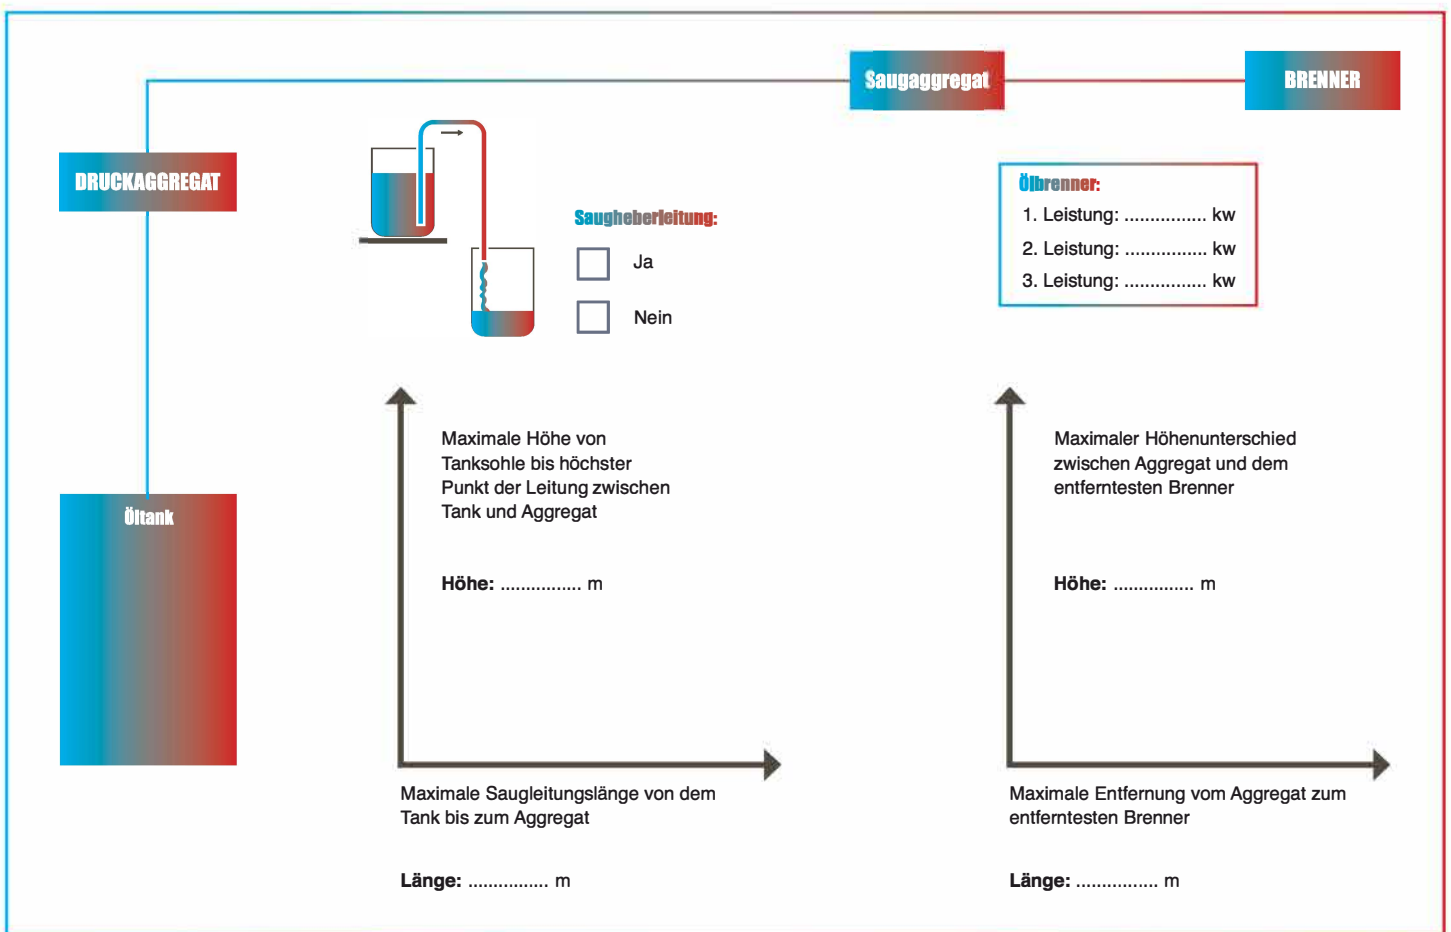 Saugaggregat
BRENNER
DRUCKAGGREGAT
Öltank
Saugheberleitung:
Ja
Nein
Ölbrenner:
1. Leistung: ................ kw
2. Leistung: ................ kw
3. Leistung: ................ kw
Maximale Höhe von
Tanksohle bis höchster
Punkt der Leitung zwischen
Tank und Aggregat
Höhe: ................ m
Maximale Saugleitungslänge von dem
Tank bis zum Aggregat
Länge: ................ m
Maximaler Höhenunterschied
zwischen Aggregat und dem
entferntesten Brenner
Höhe: ................ m
Maximale Entfernung vom Aggregat zum
entferntesten Brenner
Länge: ................ m